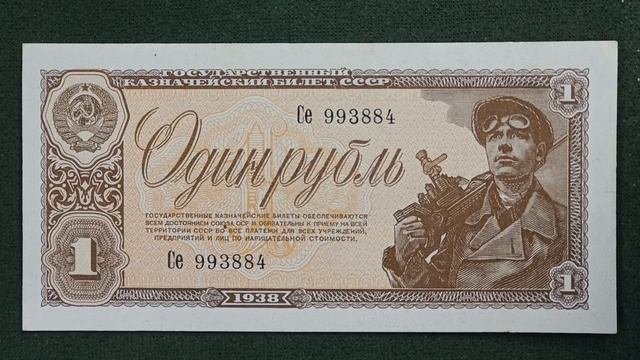 ГОСУДАРСТВЕННЫЙ
КАЗНАЧЕЙСКИЙ БИЛЕТ СССР
1
Се 993884
Один рубль
ГОСУДАРСТВЕННЫЕ КАЗНАЧЕЙСКИЕ БИЛЕТЫ ОБЕСПЕЧИВАЮТСЯ
ВСЕМ ДОСТОЯНИЕМ СОЮЗА ССР И ОБЯЗАТЕЛЬНЫ К ПРИЕМУ НА ВСЕЙ
ТЕРРИТОРИИ СССР ВО ВСЕ ПЛАТЕЖИ ДЛЯ ВСЕХ УЧРЕЖДЕНИЙ,
ПРЕДПРИЯТИЙ И ЛИЦ ПО НАРИЦАТЕЛЬНОЙ СТОИМОСТИ.
1
Се 993884
1
1938